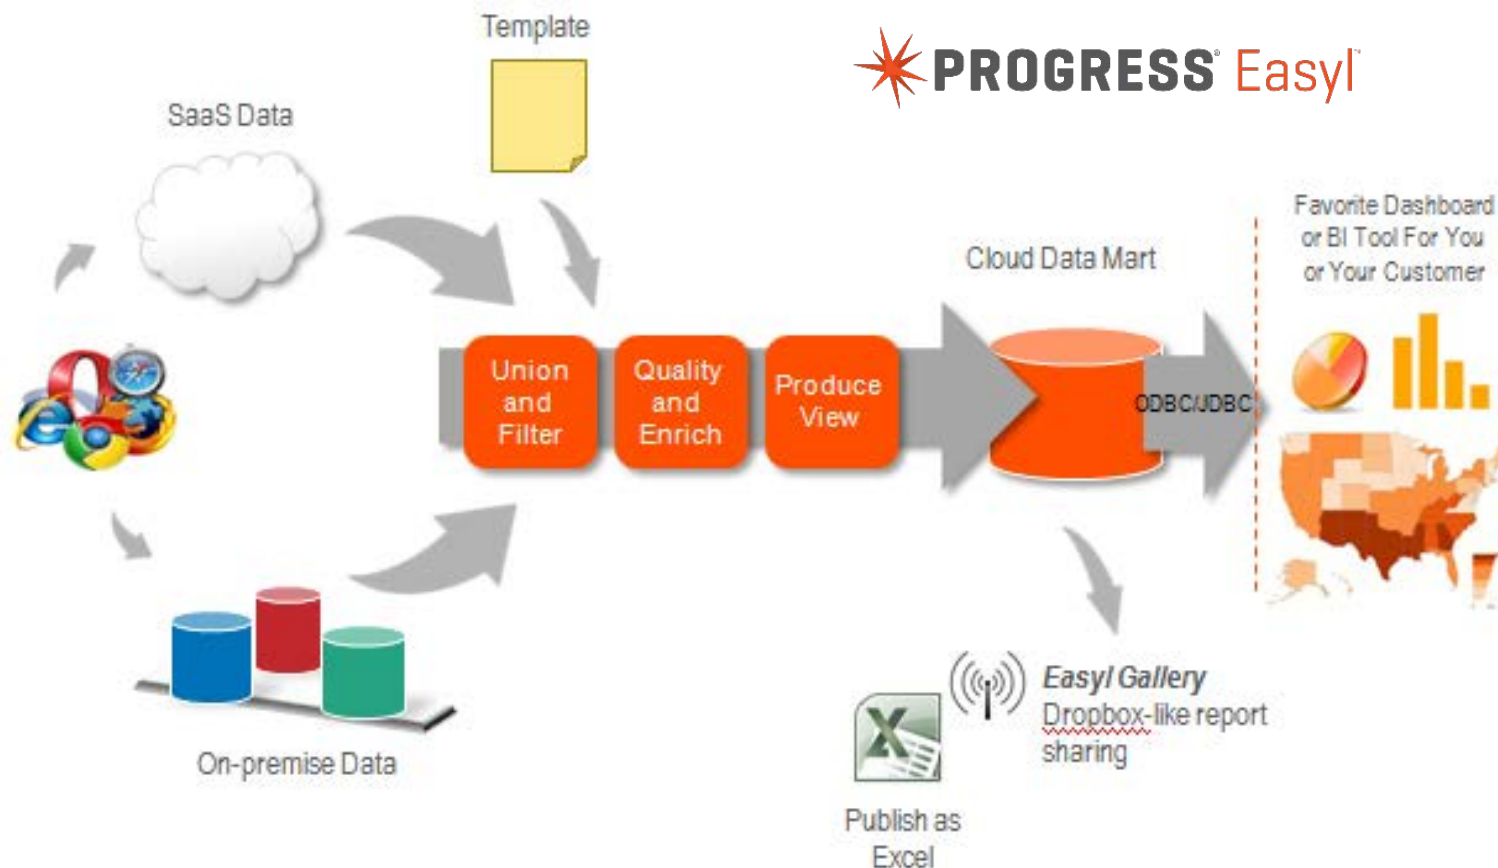 Template
PROGRESS® Easyl™
SaaS Data
Favorite Dashboard
or BI Tool For You
or Your Customer
Cloud Data Mart
Union
and
Filter
Quality
and
Enrich
Produce
View
ODBC/JDBC
Easyl Gallery
Dropbox-like report
sharing
On-premise Data
Publish as
Excel